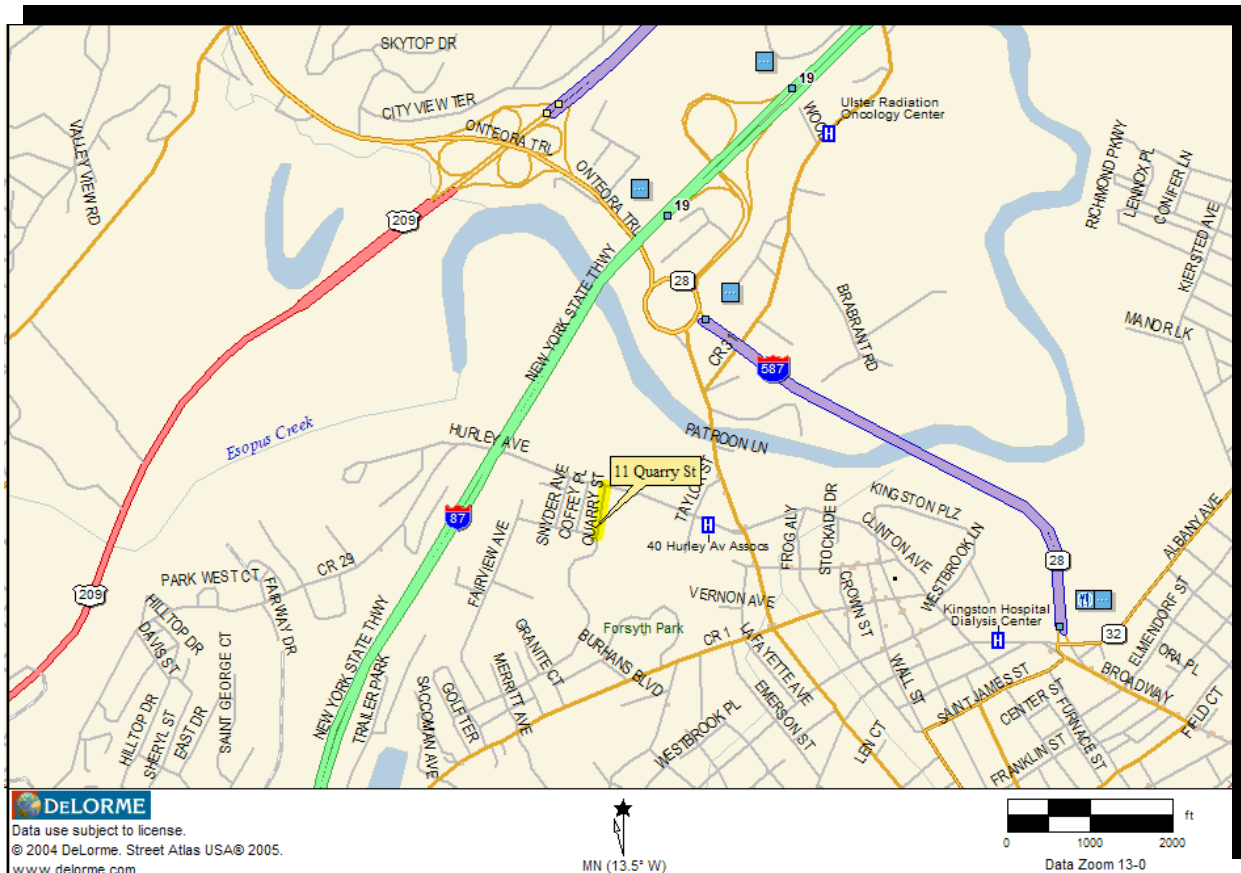 SKYTOP DR
CITY VIEW TER
ONTEORA TRL
ONTEORA TRL
VALLEY VIEW RD
209
19
19
Ulster Radiation
Oncology Center
RICHMOND PKWY
LENNOX PL
CONIFER LN
KIERSTED AVE
MANOR LK
28
NEW YORK STATE THWY
BRABRANT RD
587
Esopus Creek
HURLEY AVE
PATROON LN
11 Quarry St
SNYDER AVE
COFFEY PL
QUARRY ST
87
40 Hurley Av Assocs
FROG ALY
STOCKADE DR
KINGSTON PLZ
CLINTON AVE
WESTBROOK LN
ALBANY AVE
28
PARK WEST CT
CR 29
FAIRVIEW AVE
209
HILLTOP DR
DAVIS ST
FAIRWAY DR
VERNON AVE
CROWN ST
Kingston Hospital
Dialysis Center
32
Forsyth Park
CR 1
LAFAYETTE AVE
ELMENDORF ST
ORA PL
BROADWAY
GRANITE CT
BURHANS BLVD
MERRITT AVE
WALL ST
SAINT JAMES ST
CENTER ST
FURNACE ST
FIELD CT
NEW YORK STATE THWY
TRAILER PARK
SAINT GEORGE CT
HILLTOP DR
SHERYL ST
EAST DR
SACCOMAN AVE
GOLF TER
WESTBROOK PL
EMERSON ST
LEN CT
FRANKLIN ST
DELORME
Data use subject to license.
© 2004 DeLorme. Street Atlas USA® 2005.
www.delorme.com
MN (13.5° W)
ft
0 1000 2000
Data Zoom 13-0